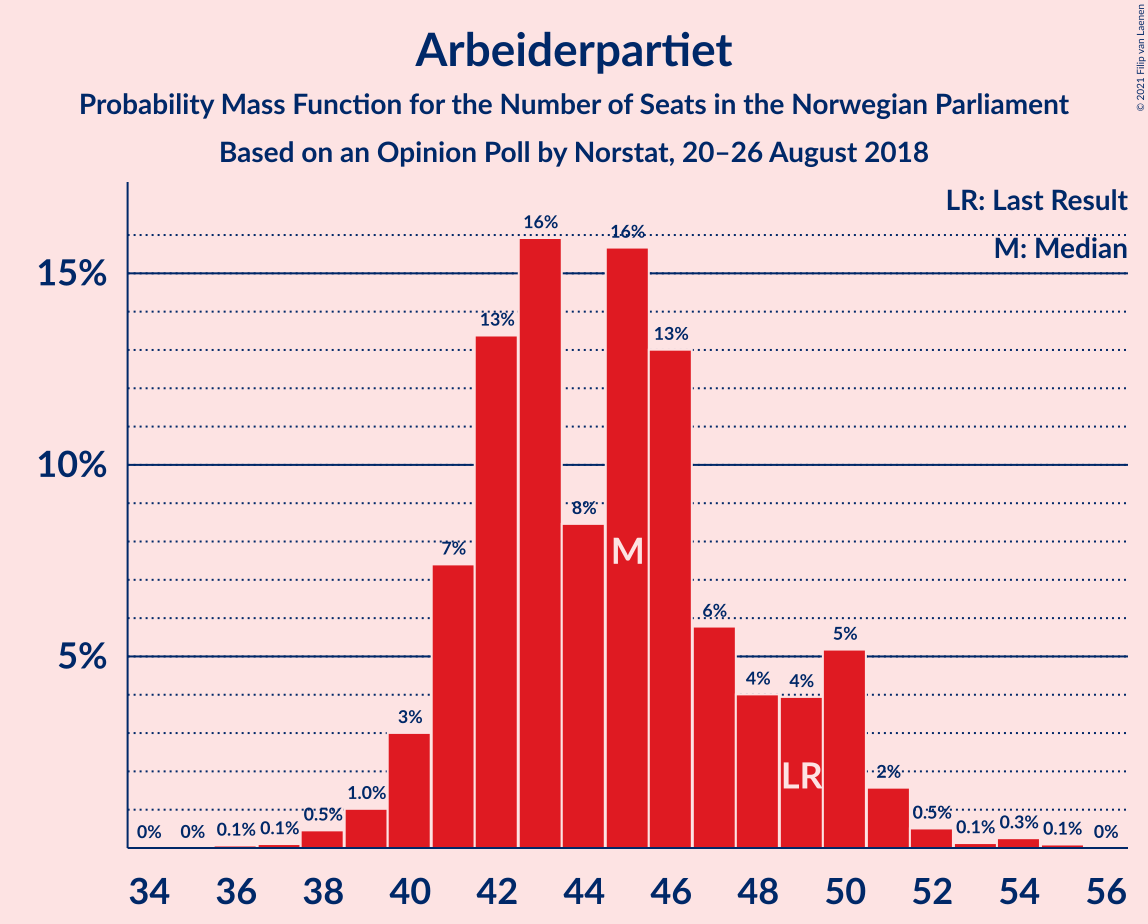 Arbeiderpartiet
Probability Mass Function for the Number of Seats in the Norwegian Parliament
Based on an Opinion Poll by Norstat, 20–26 August 2018
© 2021 Filip van Laenen
LR: Last Result
M: Median
15%
10%
5%
0% 0% 0.1% 0.1% 0.5% 1.0% 3% 7% 13% 16% 8% 16% 13% 6% 4% 4% 5% 2% 0.5% 0.1% 0.3% 0.1% 0%
M
LR
34 36 38 40 42 44 46 48 50 52 54 56